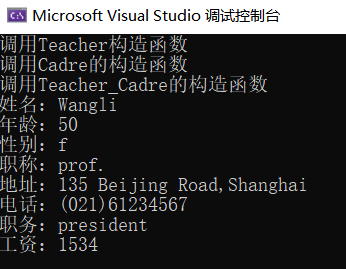 Microsoft Visual Studio 调试控制台
调用Teacher构造函数
调用Cadre的构造函数
调用Teacher_Cadre的构造函数
姓名：Wangli
年龄：50
性别：f
职称：prof.
地址：135 Beijing Road,Shanghai
电话：(021)61234567
职务：president
工资：1534